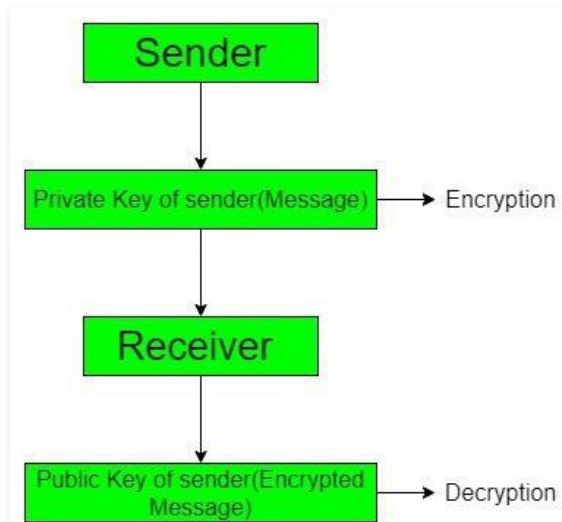 Sender
Private Key of sender(Message)
Encryption
Receiver
Public Key of sender(Encrypted
Message)
Decryption